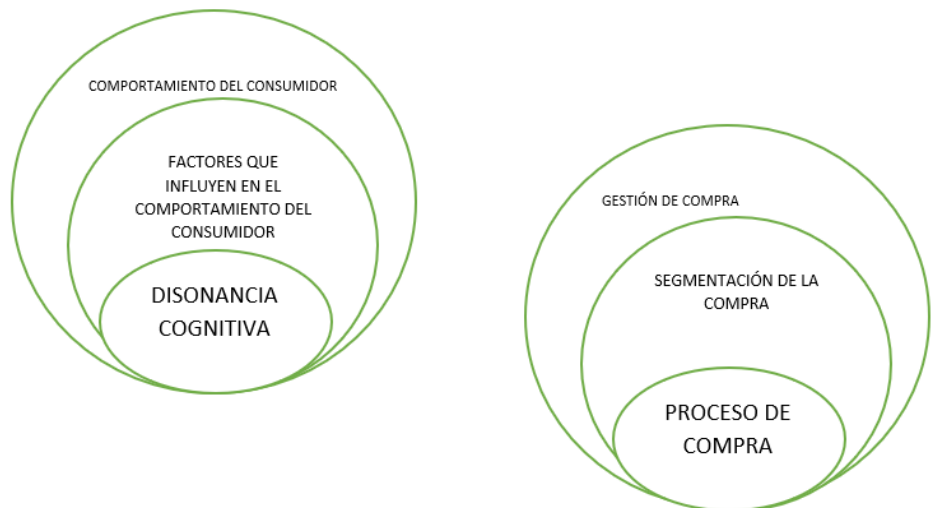 COMPORTAMIENTO DEL CONSUMIDOR
FACTORES QUE
INFLUYEN EN EL
COMPORTAMIENTO DEL
CONSUMIDOR
DISONANCIA
COGNITIVA
GESTIÓN DE COMPRA
SEGMENTACIÓN DE LA
COMPRA
PROCESO DE
COMPRA